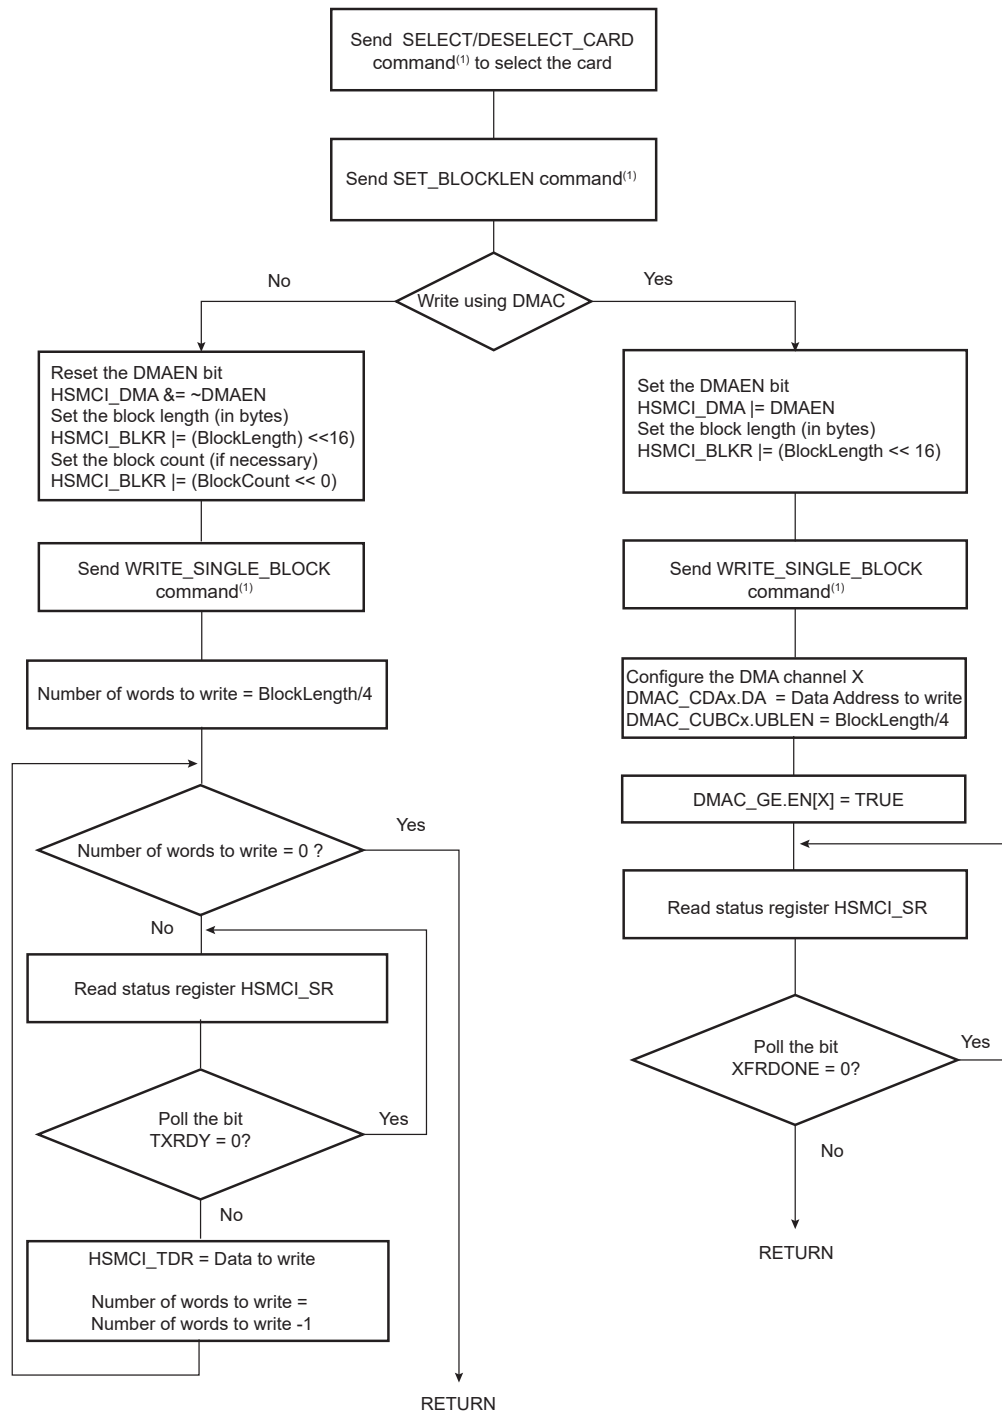 Send SELECT/DESELECT_CARD
command(1) to select the card
Send SET_BLOCKLEN command(1)
No
Yes
Write using DMAC
Reset the DMAEN bit
HSMCI_DMA &= ~DMAEN
Set the block length (in bytes)
HSMCI_BLKR |= (BlockLength) <<16)
Set the block count (if necessary)
HSMCI_BLKR |= (BlockCount << 0)
Send WRITE_SINGLE_BLOCK
command(1)
Number of words to write = BlockLength/4
Number of words to write = 0 ?
Yes
No
Read status register HSMCI_SR
Poll the bit
TXRDY = 0?
Yes
No
HSMCI_TDR = Data to write
Number of words to write =
Number of words to write -1
RETURN
Set the DMAEN bit
HSMCI_DMA |= DMAEN
Set the block length (in bytes)
HSMCI_BLKR |= (BlockLength << 16)
Send WRITE_SINGLE_BLOCK
command(1)
Configure the DMA channel X
DMAC_CDAx.DA = Data Address to write
DMAC_CUBCx.UBLEN = BlockLength/4
DMAC_GE.EN[X] = TRUE
Read status register HSMCI_SR
Poll the bit
XFRDONE = 0?
Yes
No
RETURN